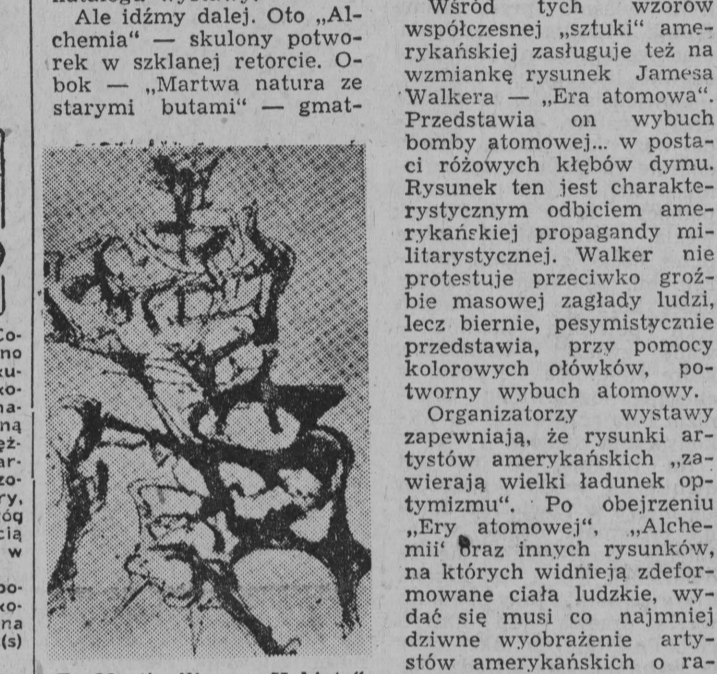 Ale idźmy dalej. Oto „Al-
chemia“ — skulony potwo-
rek w szklanej retorcie. O-
bok — „Martwa natura ze
starymi butami“ — gmat-
Wśród tych wzorów
współczesnej „sztuki“ ame-
rykańskiej zasługuje też na
wzmiankę rysunek Jamesa
Walkera — „Era atomowa“.
Przedstawia on wybuch
bomby atomowej... w posta-
ci różowych kłębów dymu.
Rysunek ten jest charakte-
rystycznym odbiciem ame-
rykańskiej propagandy mi-
litarystycznej. Walker nie
protestuje przeciwko groź-
bie masowej zagłady ludzi,
lecz biernie, pesymistycznie
przedstawia, przy pomocy
kolorowych ołówków, po-
tworny wybuch atomowy.
Organizatorzy wystawy
zapewniają, że rysunki ar-
tystów amerykańskich „za-
wierają wielki ładunek op-
tymizmu“. Po obejrzeniu
„Ery atomowej“, „Alche-
mii‘ oraz innych rysunków,
na których widnieją zdefor-
mowane ciała ludzkie, wy-
dać się musi co najmniej
dziwne wyobrażenie arty-
stów amerykańskich o ra-